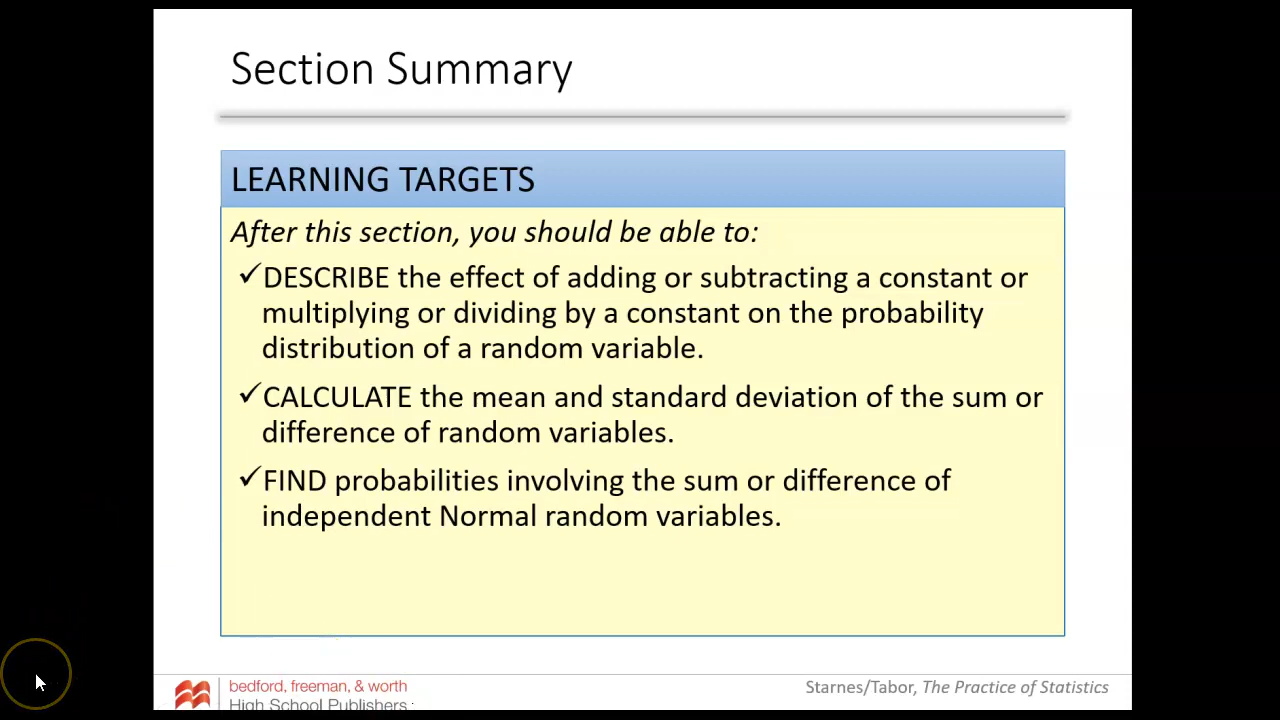 Section Summary
LEARNING TARGETS
After this section, you should be able to:
✓DESCRIBE the effect of adding or subtracting a constant or
multiplying or dividing by a constant on the probability
distribution of a random variable.
✓CALCULATE the mean and standard deviation of the sum or
difference of random variables.
✓FIND probabilities involving the sum or difference of
independent Normal random variables.
bedford, freeman, & worth
High School Publishers
Starnes/Tabor, The Practice of Statistics